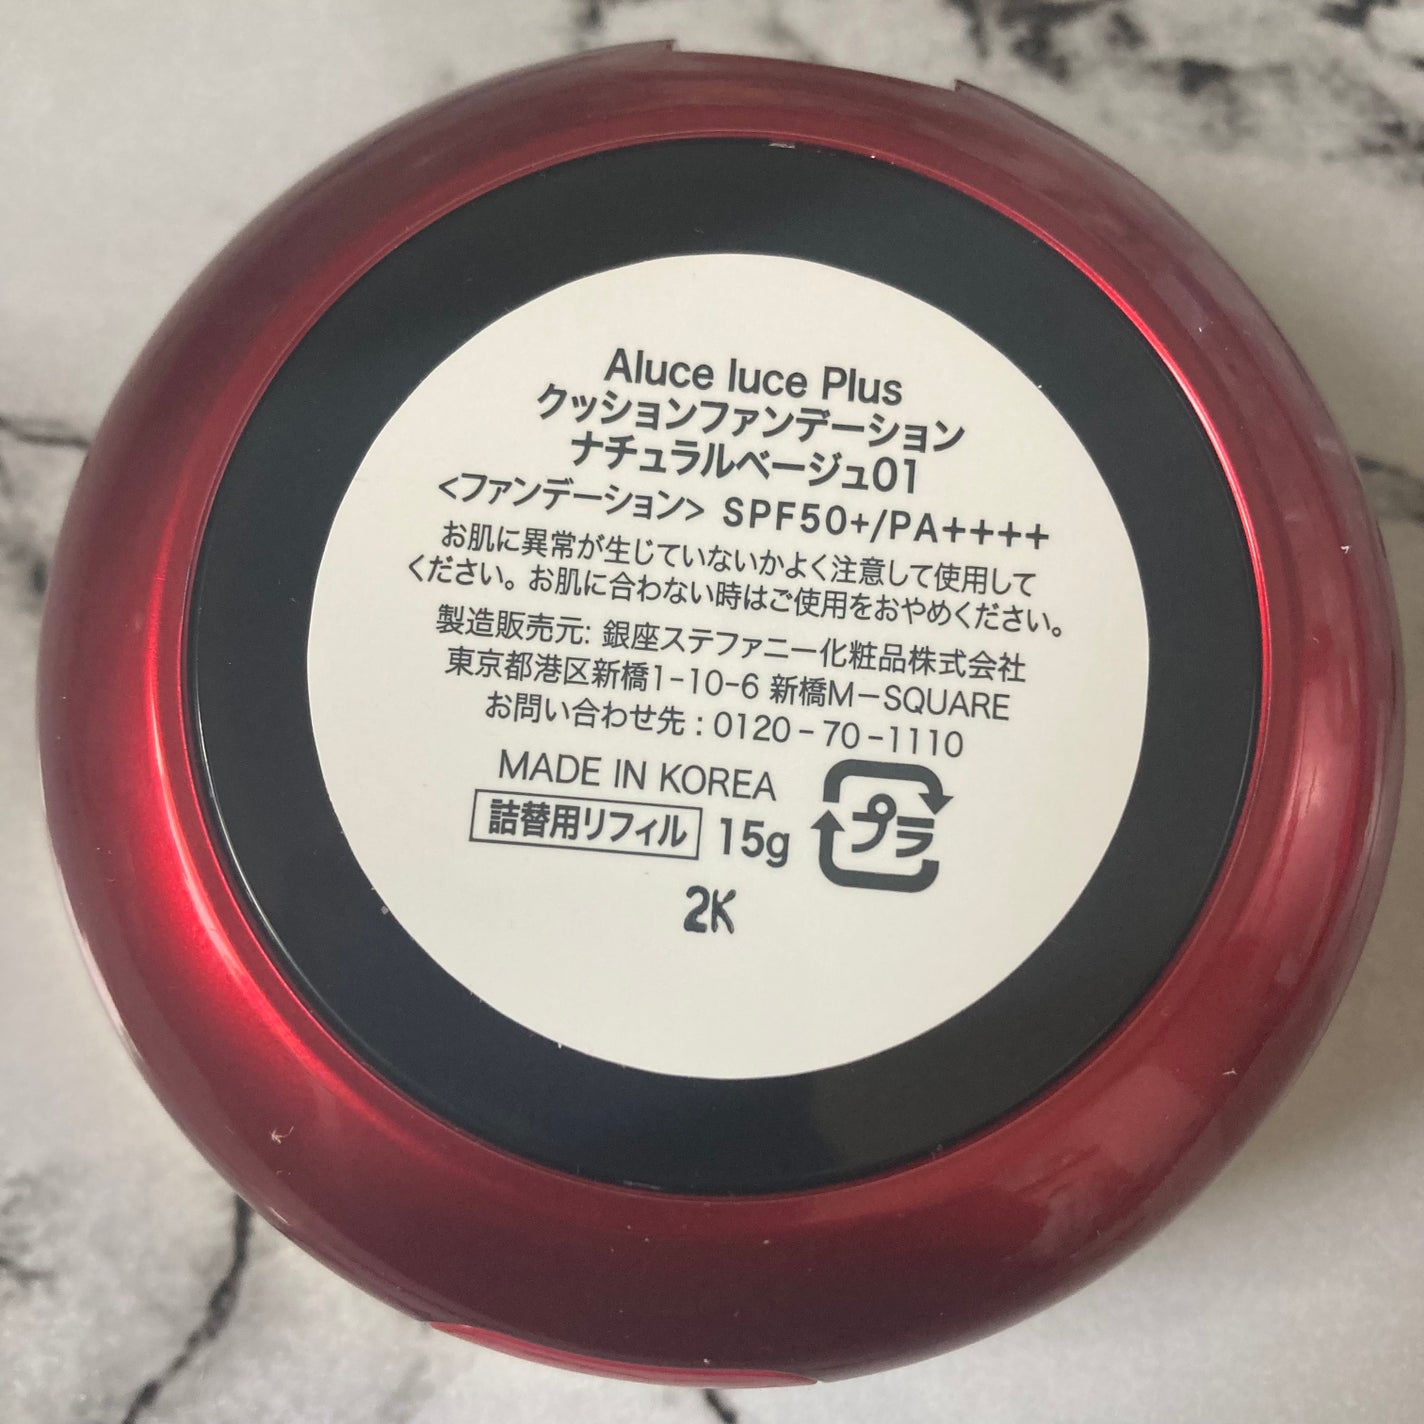 Aluce luce Plus
クッションファンデーション
ナチュラルベージュ01
<ファンデーション> SPF50+/PA++++
お肌に異常が生じていないかよく注意して使用して
ください。お肌に合わない時はご使用をおやめください。
製造販売元: 銀座ステファニー化粧品株式会社
東京都港区新橋1-10-6 新橋M-SQUARE
お問い合わせ先 : 0120-70-1110
MADE IN KOREA
詰替用リフィル 15g プラ
2K